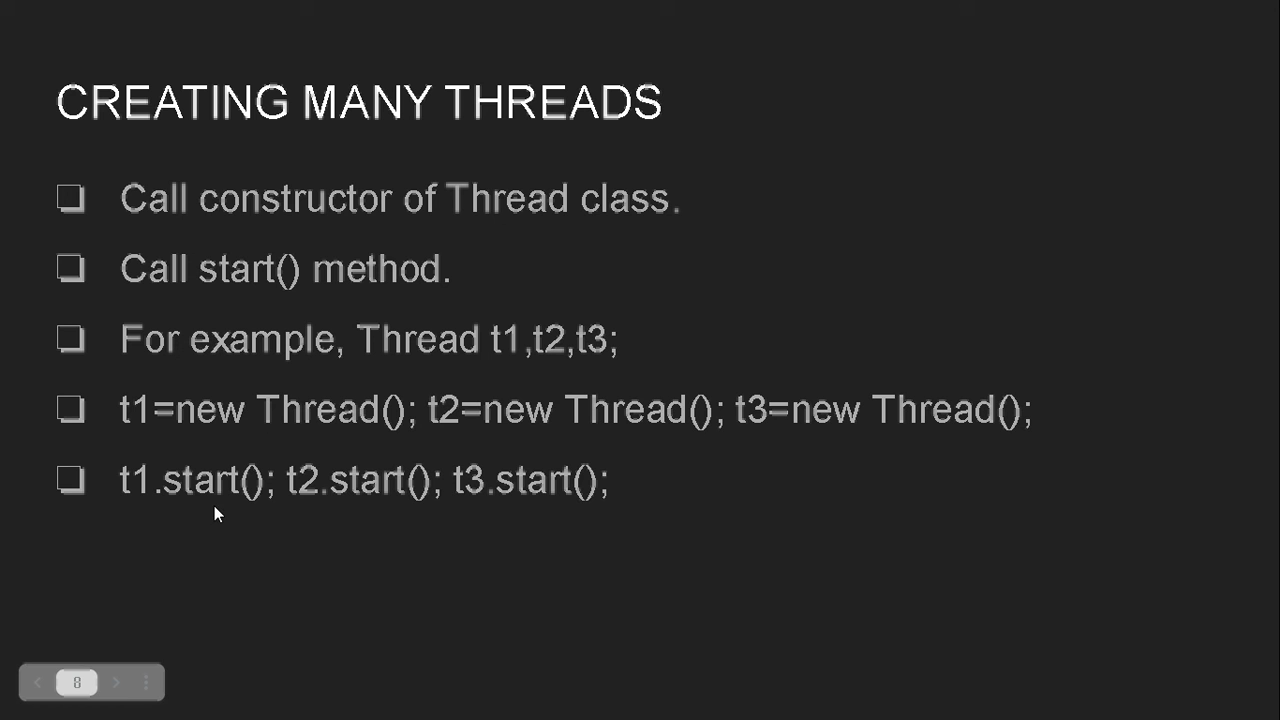 CREATING MANY THREADS
Call constructor of Thread class.
Call start() method.
For example, Thread t1,t2,t3;
t1=new Thread(); t2=new Thread(); t3=new Thread();
t1.start(); t2.start(); t3.start();
8